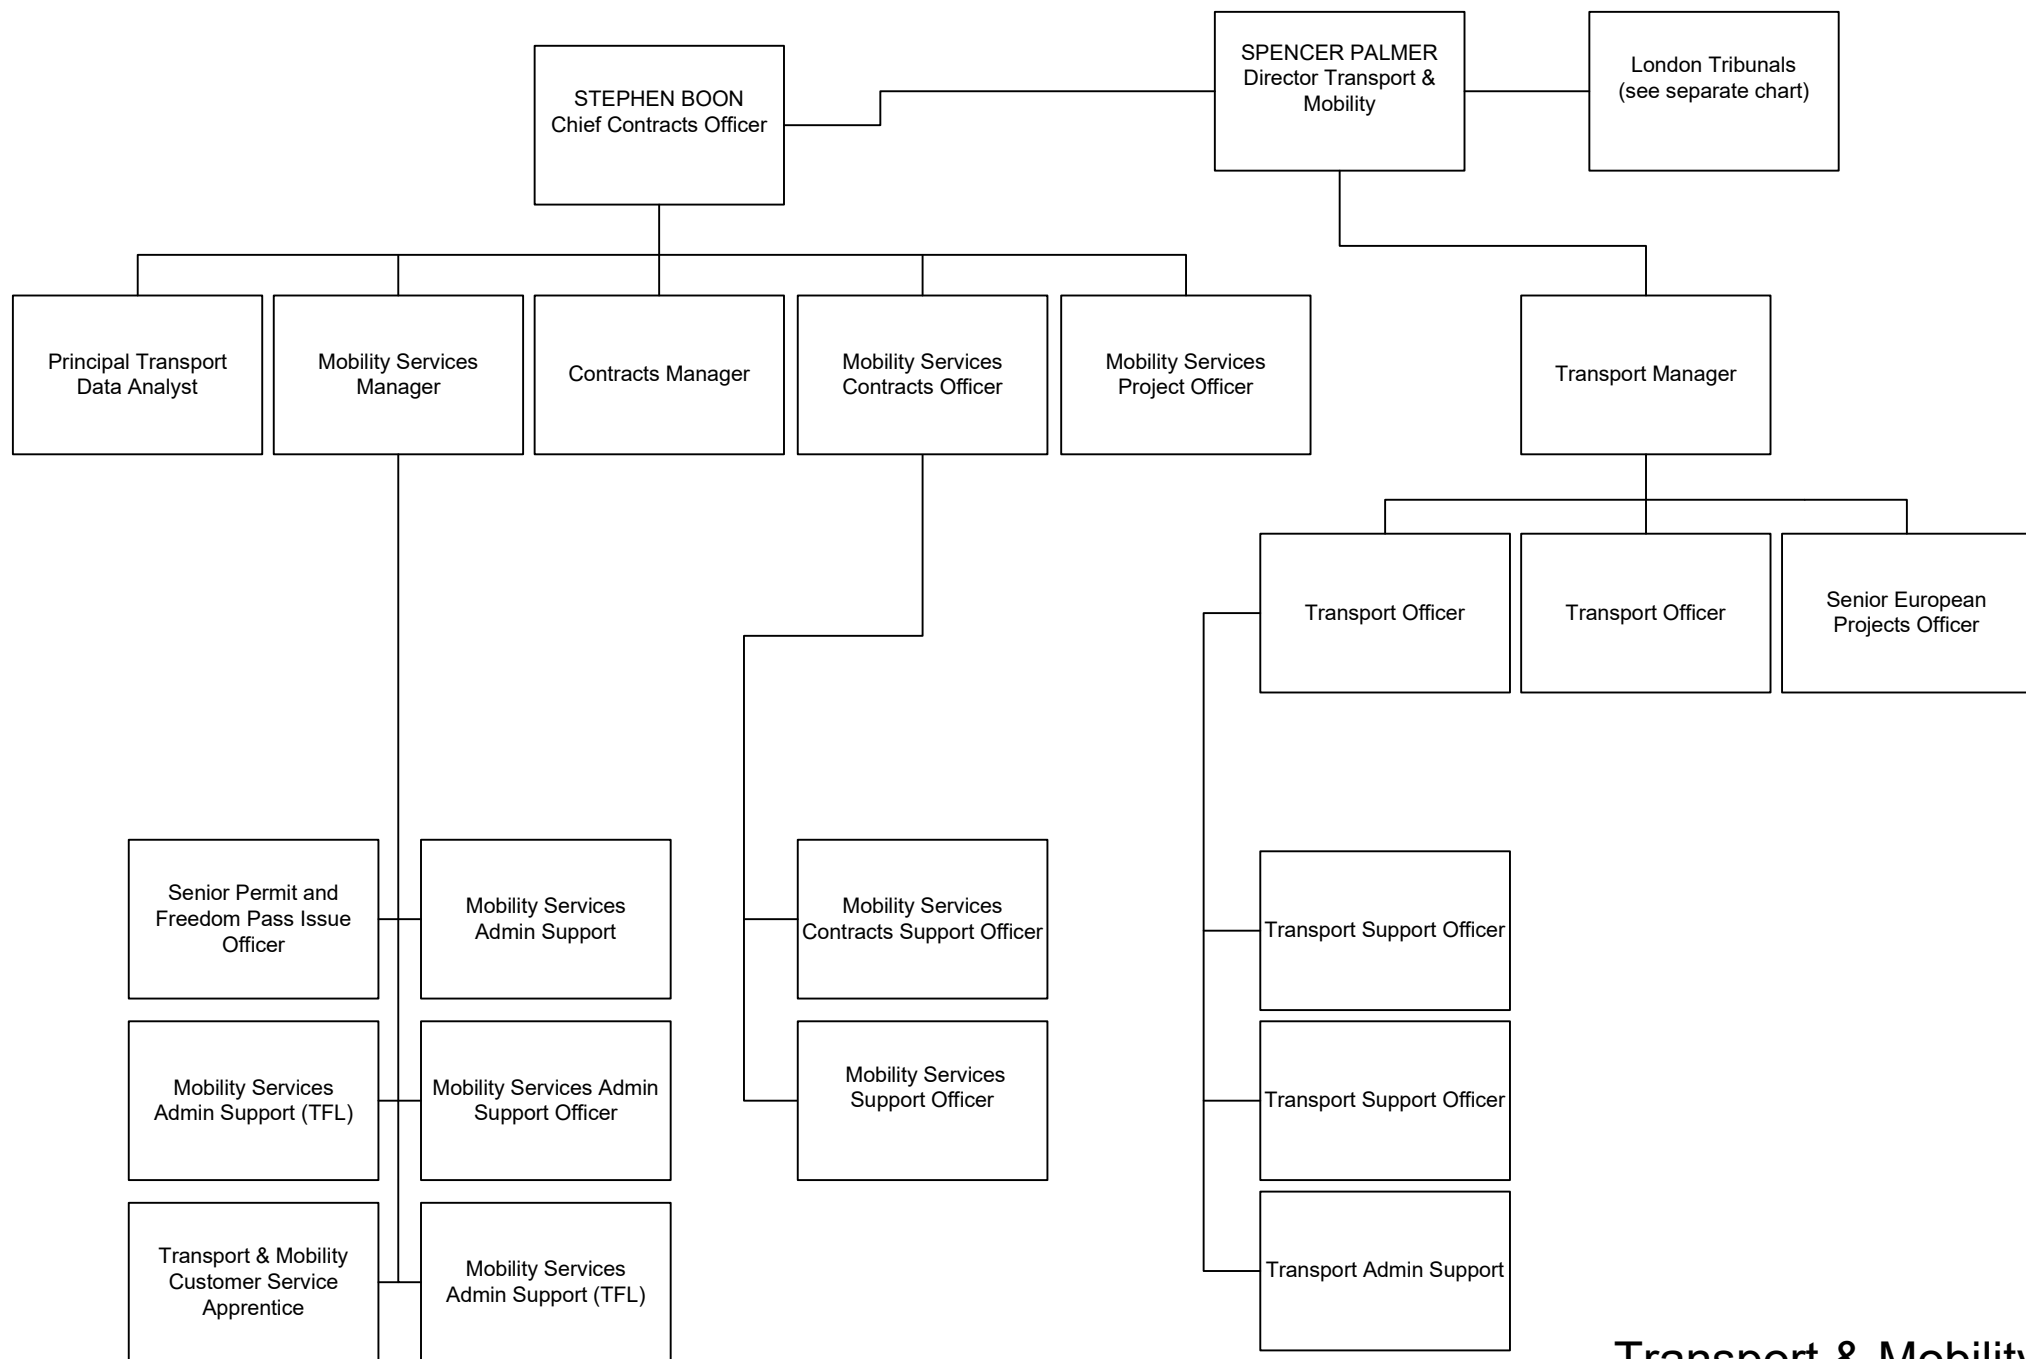 STEPHEN BOON
Chief Contracts Officer
SPENCER PALMER
Director Transport &
Mobility
London Tribunals
(see separate chart)
Principal Transport
Data Analyst
Mobility Services
Manager
Contracts Manager
Mobility Services
Contracts Officer
Mobility Services
Project Officer
Transport Manager
Transport Officer
Transport Officer
Senior European
Projects Officer
Senior Permit and
Freedom Pass Issue
Officer
Mobility Services
Admin Support
Mobility Services
Contracts Support Officer
Transport Support Officer
Mobility Services
Admin Support (TFL)
Mobility Services Admin
Support Officer
Mobility Services
Support Officer
Transport Support Officer
Transport & Mobility
Customer Service
Apprentice
Mobility Services
Admin Support (TFL)
Transport Admin Support
Transport & Mobility